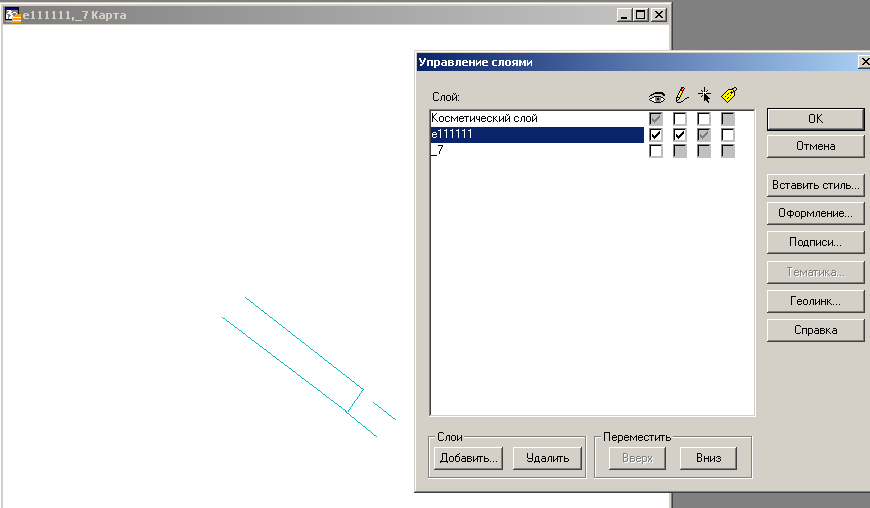 e111111,_7 Карта
Управление слоями
Слой:
Косметический слой
e111111
_7
OK
Отмена
Вставить стиль...
Оформление...
Подписи...
Тематика...
Геолинк...
Справка
Слои
Добавить...
Удалить
Переместить
Вверх
Вниз